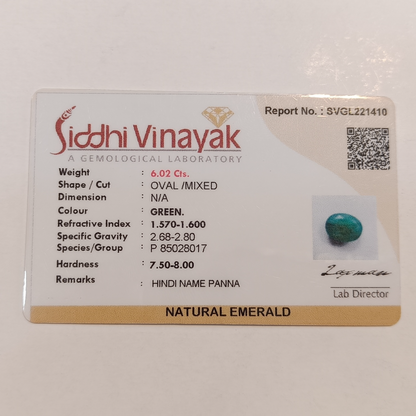 Report No. : SVGL221410
Siddhi Vinayak
A GEMOLOGICAL LABORATORY
Weight : 6.02 Cts.
Shape / Cut : OVAL /MIXED
Dimension : N/A
Colour : GREEN.
Refractive Index : 1.570-1.600
Specific Gravity : 2.68-2.80
Species/Group : P 85028017
Hardness : 7.50-8.00
Remarks : HINDI NAME PANNA
Lab Director
NATURAL EMERALD